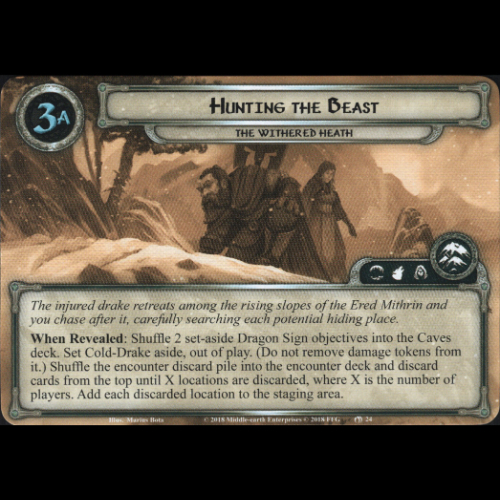 3A
HUNTING THE BEAST
THE WITHERED HEATH
The injured drake retreats among the rising slopes of the Ered Mithrin and
you chase after it, carefully searching each potential hiding place.
When Revealed: Shuffle 2 set-aside Dragon Sign objectives into the Caves
deck. Set Cold-Drake aside, out of play. (Do not remove damage tokens from
it.) Shuffle the encounter discard pile into the encounter deck and discard
cards from the top until X locations are discarded, where X is the number of
players. Add each discarded location to the staging area.
Illus. Marius Bota © 2018 Middle-earth Enterprises © 2018 FFG 24